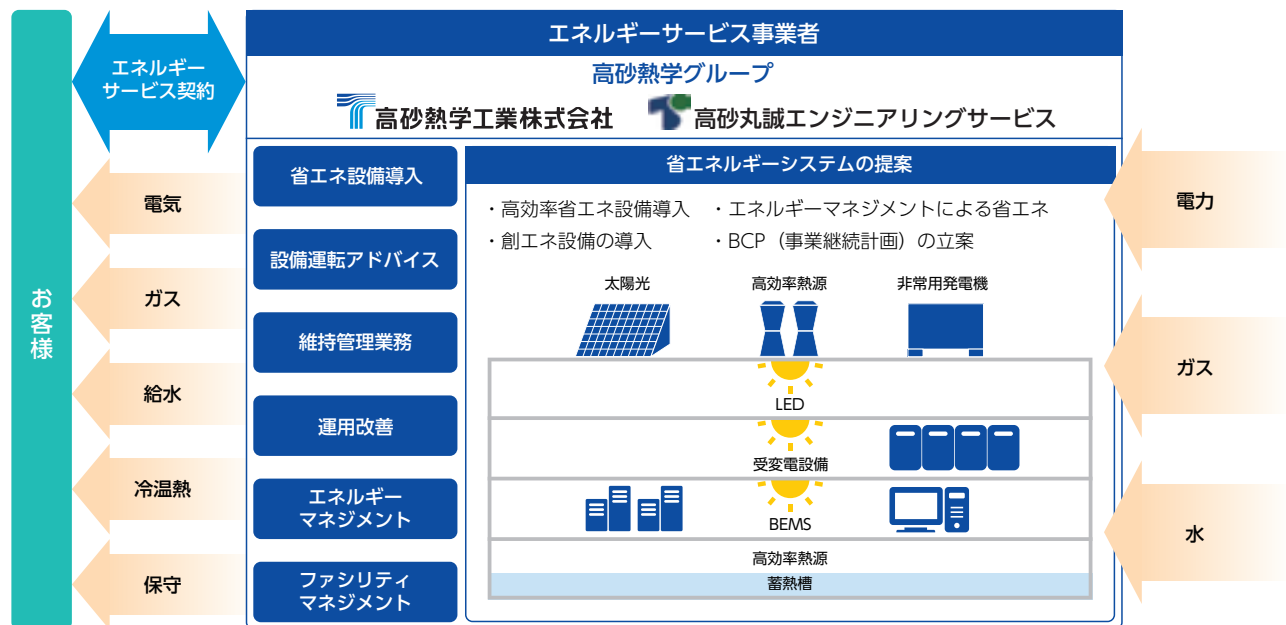 お客様
エネルギー
サービス契約
電気
ガス
給水
冷温熱
保守
エネルギーサービス事業者
高砂熱学グループ
高砂熱学工業株式会社
高砂丸誠エンジニアリングサービス
省エネ設備導入
設備運転アドバイス
維持管理業務
運用改善
エネルギー
マネジメント
ファシリティ
マネジメント
省エネルギーシステムの提案
・高効率省エネ設備導入 ・エネルギーマネジメントによる省エネ
・創エネ設備の導入 ・BCP（事業継続計画）の立案
太陽光 高効率熱源 非常用発電機
LED
受変電設備
BEMS
高効率熱源
蓄熱槽
電力
ガス
水